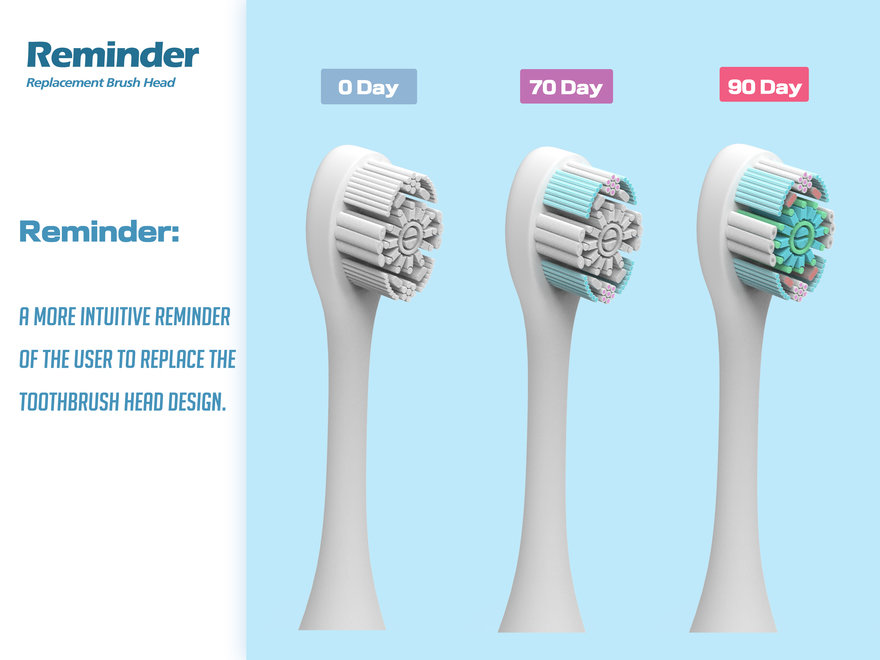 Reminder
Replacement Brush Head
0 Day
70 Day
90 Day
Reminder:
A MORE INTUITIVE REMINDER
OF THE USER TO REPLACE THE
TOOTHBRUSH HEAD DESIGN.